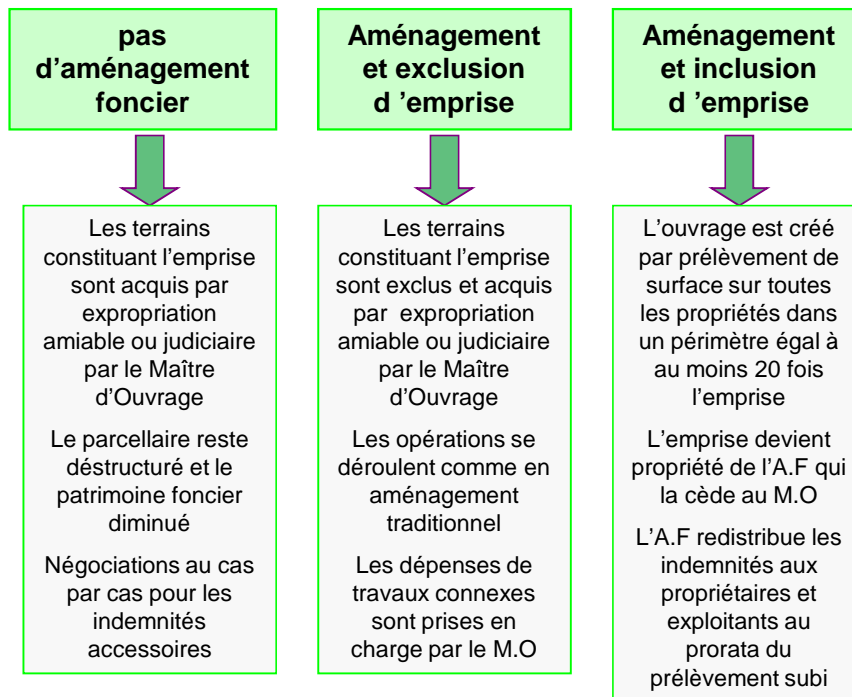 pas
d’aménagement
foncier
Les terrains
constituant l’emprise
sont acquis par
expropriation
amiable ou judiciaire
par le Maître
d’Ouvrage
Le parcellaire reste
déstructuré et le
patrimoine foncier
diminué
Négociations au cas
par cas pour les
indemnités
accessoires
Aménagement
et exclusion
d ’emprise
Les terrains
constituant l’emprise
sont exclus et acquis
par expropriation
amiable ou judiciaire
par le Maître
d’Ouvrage
Les opérations se
déroulent comme en
aménagement
traditionnel
Les dépenses de
travaux connexes
sont prises en
charge par le M.O
Aménagement
et inclusion
d ’emprise
L’ouvrage est créé
par prélèvement de
surface sur toutes
les propriétés dans
un périmètre égal à
au moins 20 fois
l’emprise
L’emprise devient
propriété de l’A.F qui
la cède au M.O
L’A.F redistribue les
indemnités aux
propriétaires et
exploitants au
prorata du
prélèvement subi